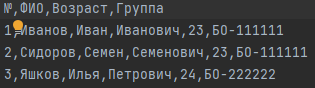 №,ФИО,Возраст,Группа
1,Иванов,Иван,Иванович,23,БО-111111
2,Сидоров,Семен,Семенович,23,БО-111111
3,Яшков,Илья,Петрович,24,БО-222222